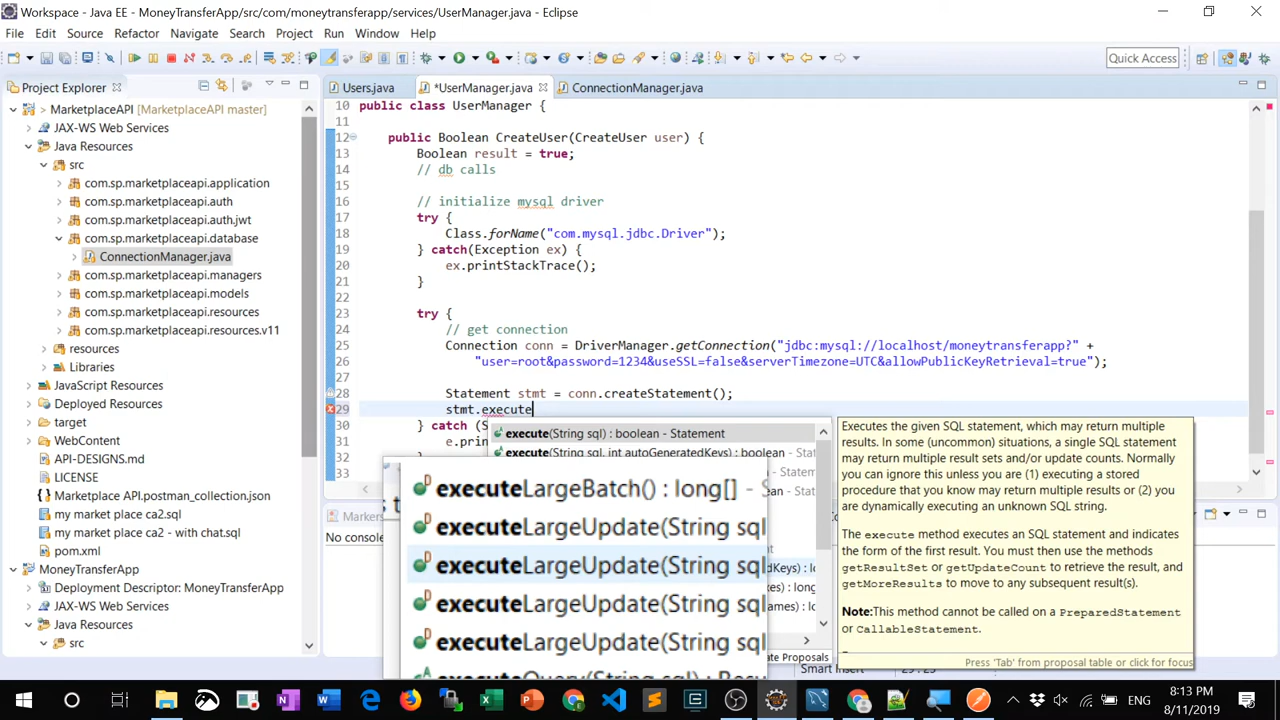 Workspace - Java EE - MoneyTransferApp/src/com/moneytransferapp/services/UserManager.java - Eclipse
File Edit Source Refactor Navigate Search Project Run Window Help
Quick Access
Project Explorer
Users.java
*UserManager.java
ConnectionManager.java
MarketplaceAPI [MarketplaceAPI master]
JAX-WS Web Services
Java Resources
src
com.sp.marketplaceapi.application
com.sp.marketplaceapi.auth
com.sp.marketplaceapi.auth.jwt
com.sp.marketplaceapi.database
ConnectionManager.java
com.sp.marketplaceapi.managers
com.sp.marketplaceapi.models
com.sp.marketplaceapi.resources
com.sp.marketplaceapi.resources.v11
resources
Libraries
JavaScript Resources
Deployed Resources
target
WebContent
API-DESIGNS.md
LICENSE
Marketplace API.postman_collection.json
my market place ca2.sql
my market place ca2 - with chat.sql
pom.xml
MoneyTransferApp
Deployment Descriptor: MoneyTransferApp
JAX-WS Web Services
Java Resources
src
10 public class UserManager {
11
12 public Boolean CreateUser(CreateUser user) {
13 Boolean result = true;
14 // db calls
15
16 // initialize mysql driver
17 try {
18 Class.forName("com.mysql.jdbc.Driver");
19 } catch(Exception ex) {
20 ex.printStackTrace();
21 }
22
23 try {
24 // get connection
25 Connection conn = DriverManager.getConnection("jdbc:mysql://localhost/moneytransferapp?" +
26 "user=root&password=1234&useSSL=false&serverTimezone=UTC&allowPublicKeyRetrieval=true");
27
28 Statement stmt = conn.createStatement();
29 stmt.execute
30 } catch (S
31 e.prin
32
33
execute(String sql) : boolean - Statement
execute(String sql, int autoGeneratedKeys) : boolean - Statement
executeLargeBatch() : long[] - S
executeLargeUpdate(String sql
executeLargeUpdate(String sql
executeLargeUpdate(String sql
executeLargeUpdate(String sql
executeQuery(String sql) : Resu
Executes the given SQL statement, which may return multiple
results. In some (uncommon) situations, a single SQL statement
may return multiple result sets and/or update counts. Normally
you can ignore this unless you are (1) executing a stored
procedure that you know may return multiple results or (2) you
are dynamically executing an unknown SQL string.
The execute method executes an SQL statement and indicates
the form of the first result. You must then use the methods
getResultSet or getUpdateCount to retrieve the result, and
getMoreResults to move to any subsequent result(s).
Note:This method cannot be called on a PreparedStatement
or CallableStatement.
Press 'Tab' from proposal table or click for focus
Markers
No consol
Smart Insert
ENG
8:13 PM
8/11/2019